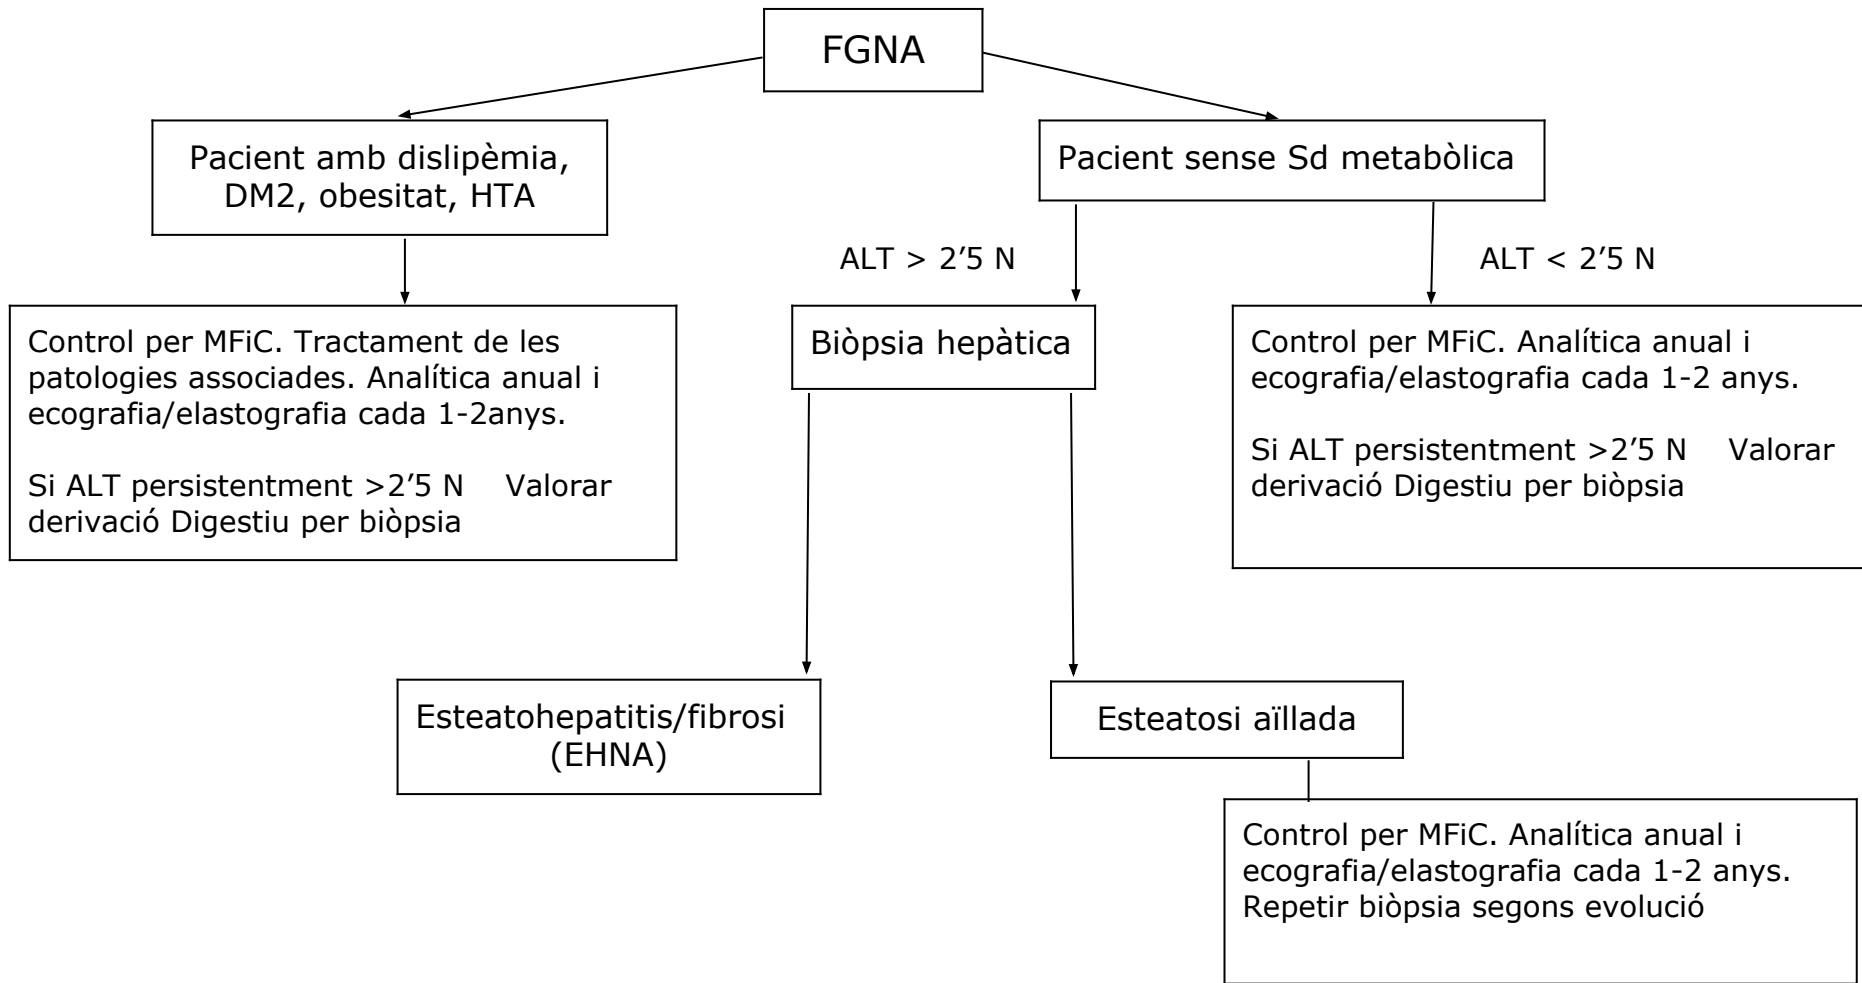 FGNA
Pacient amb dislipèmia,
DM2, obesitat, HTA
Pacient sense Sd metabòlica
ALT > 2’5 N
ALT < 2’5 N
Control per MFiC. Tractament de les
patologies associades. Analítica anual i
ecografia/elastografia cada 1-2anys.
Si ALT persistentment >2’5 N Valorar
derivació Digestiu per biòpsia
Biòpsia hepàtica
Control per MFiC. Analítica anual i
ecografia/elastografia cada 1-2 anys.
Si ALT persistentment >2’5 N Valorar
derivació Digestiu per biòpsia
Esteatohepatitis/fibrosi
(EHNA)
Esteatosi aïllada
Control per MFiC. Analítica anual i
ecografia/elastografia cada 1-2 anys.
Repetir biòpsia segons evolució